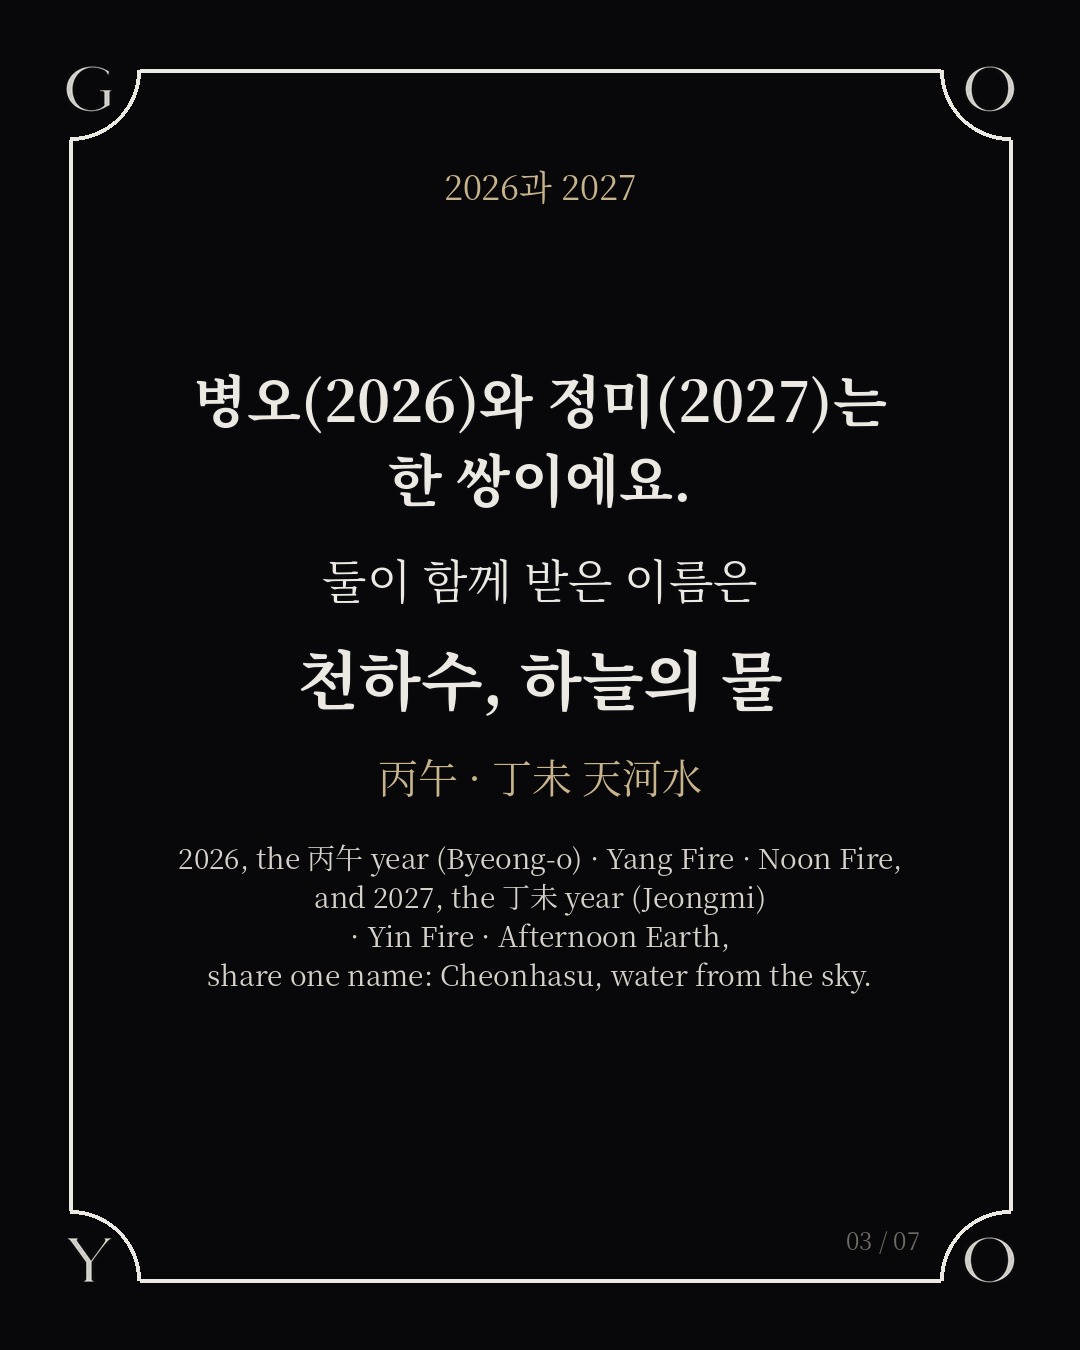 G
O
2026과 2027
병오(2026)와 정미(2027)는
한 쌍이에요.
둘이 함께 받은 이름은
천하수, 하늘의 물
丙午 · 丁未 天河水
2026, the 丙午 year (Byeong-o) · Yang Fire · Noon Fire,
and 2027, the 丁未 year (Jeongmi)
· Yin Fire · Afternoon Earth,
share one name: Cheonhasu, water from the sky.
03 / 07
Y
O